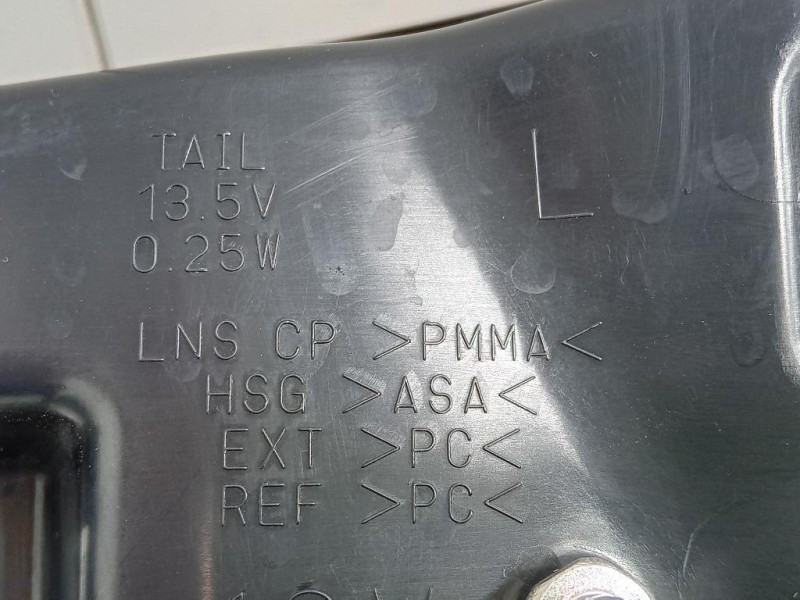 TAIL
13.5V
0.25W
L
LNS CP >PMMA<
HSG >ASA<
EXT >PC<
REF >PC<